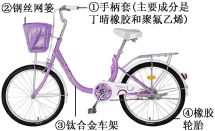 ②钢丝网篓
①手柄套(主要成分是
丁晴橡胶和聚氟乙烯)
③钛合金车架
④橡胶
轮胎